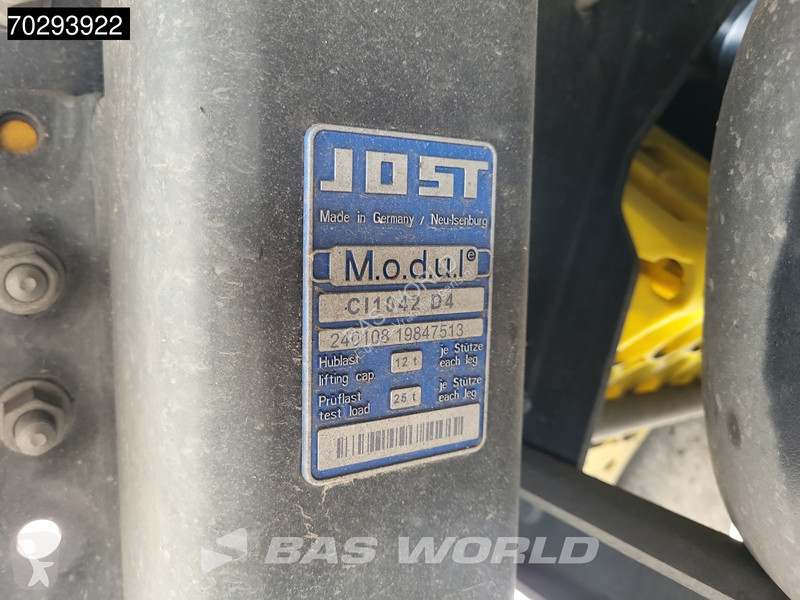 70293922
JOST
Made in Germany / Neu-Isenburg
M.o.d.u.l e
CI1042 D4
240108 19847513
Hublast 12 t je Stütze
lifting cap. each leg
Prüflast 25 t je Stütze
test load each leg
BAS WORLD